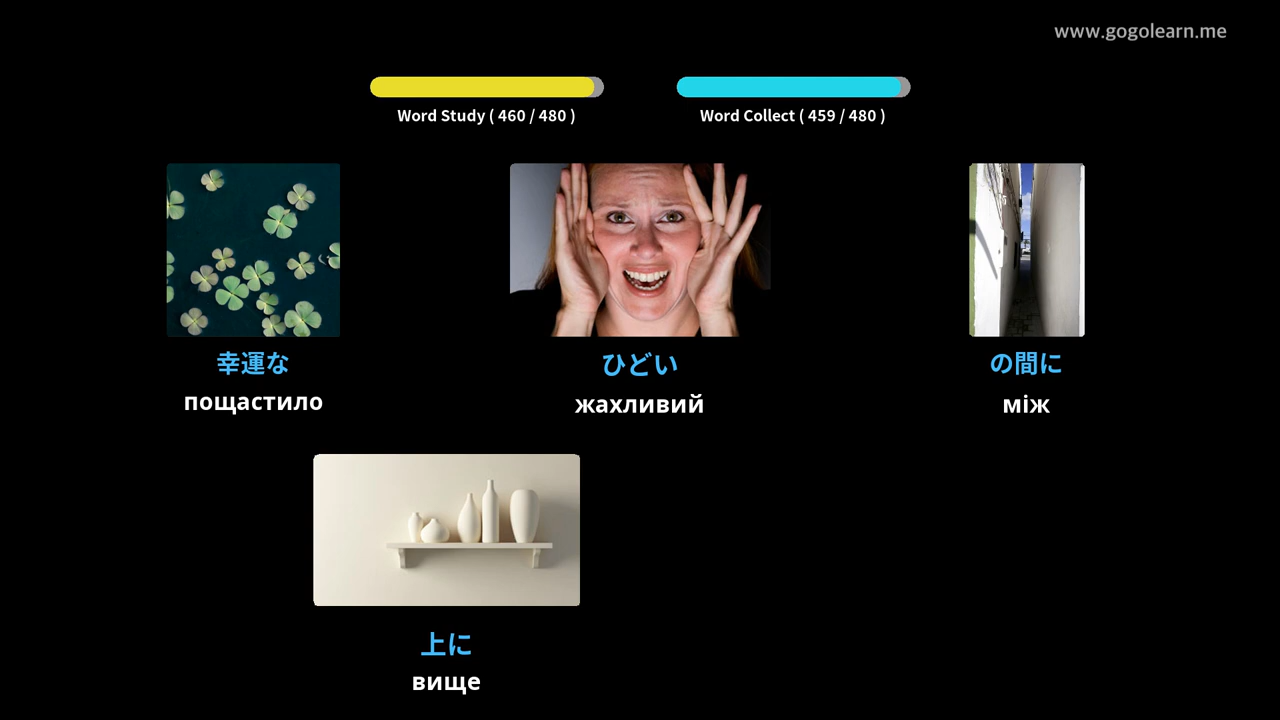 www.gogolearn.me
Word Study ( 460 / 480 )
Word Collect ( 459 / 480 )
幸運な
пощастило
ひどい
жахливий
の間に
між
上に
вище